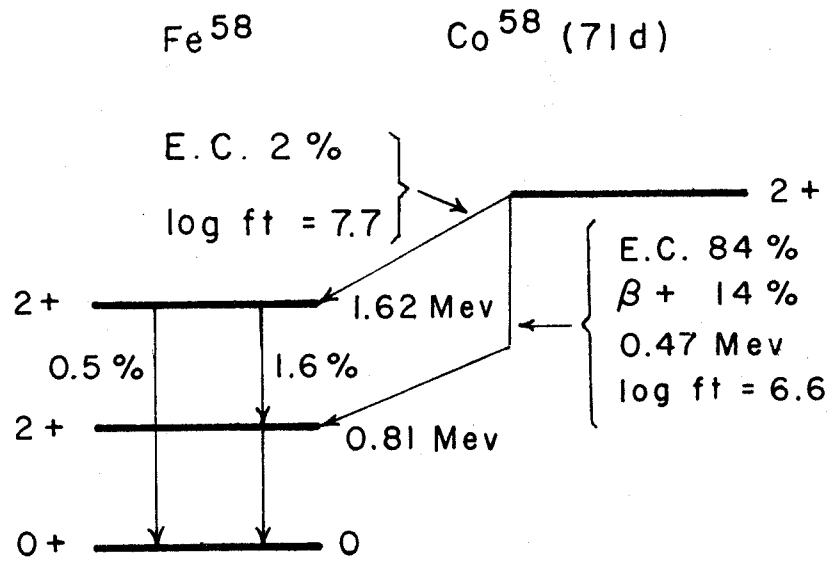 Fe⁵⁸
Co⁵⁸ (71d)
E.C. 2%
log ft = 7.7
2+
E.C. 84%
β+ 14%
0.47 Mev
log ft = 6.6
2+
1.62 Mev
0.5%
1.6%
2+
0.81 Mev
0+
0